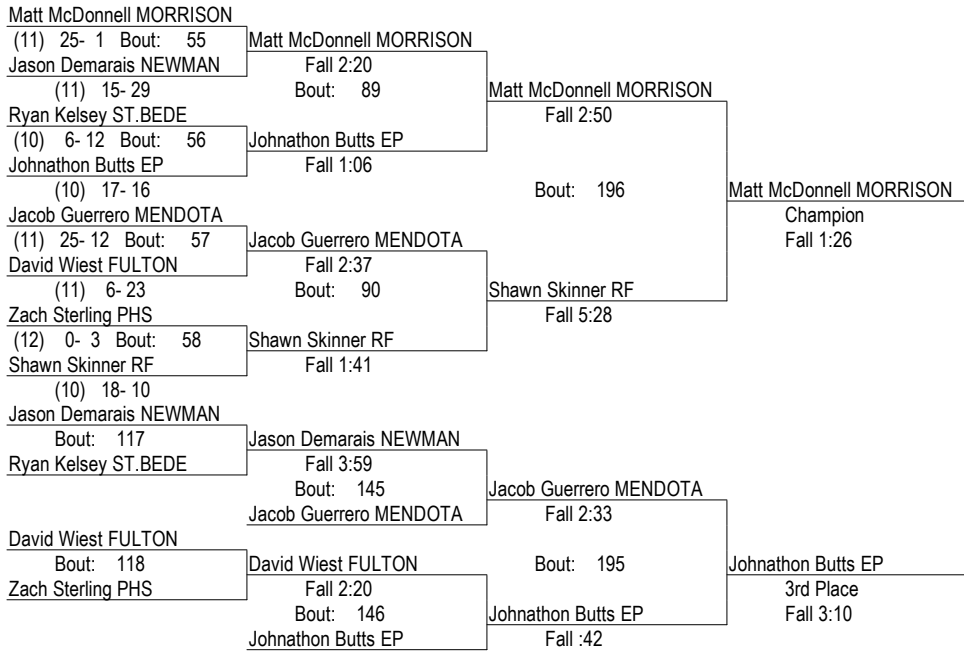 Matt McDonnell MORRISON
(11) 25- 1 Bout: 55 Matt McDonnell MORRISON
Jason Demarais NEWMAN Fall 2:20
(11) 15- 29 Bout: 89 Matt McDonnell MORRISON
Ryan Kelsey ST.BEDE Fall 2:50
(10) 6- 12 Bout: 56 Johnathon Butts EP
Johnathon Butts EP Fall 1:06
(10) 17- 16 Bout: 196 Matt McDonnell MORRISON
Jacob Guerrero MENDOTA Champion
(11) 25- 12 Bout: 57 Jacob Guerrero MENDOTA Fall 1:26
David Wiest FULTON Fall 2:37
(11) 6- 23 Bout: 90 Shawn Skinner RF
Zach Sterling PHS Fall 5:28
(12) 0- 3 Bout: 58 Shawn Skinner RF
Shawn Skinner RF Fall 1:41
(10) 18- 10
Jason Demarais NEWMAN
Bout: 117 Jason Demarais NEWMAN
Ryan Kelsey ST.BEDE Fall 3:59
Bout: 145 Jacob Guerrero MENDOTA
Jacob Guerrero MENDOTA Fall 2:33
David Wiest FULTON
Bout: 118 David Wiest FULTON Bout: 195 Johnathon Butts EP
Zach Sterling PHS Fall 2:20 3rd Place
Bout: 146 Johnathon Butts EP Fall 3:10
Johnathon Butts EP Fall :42